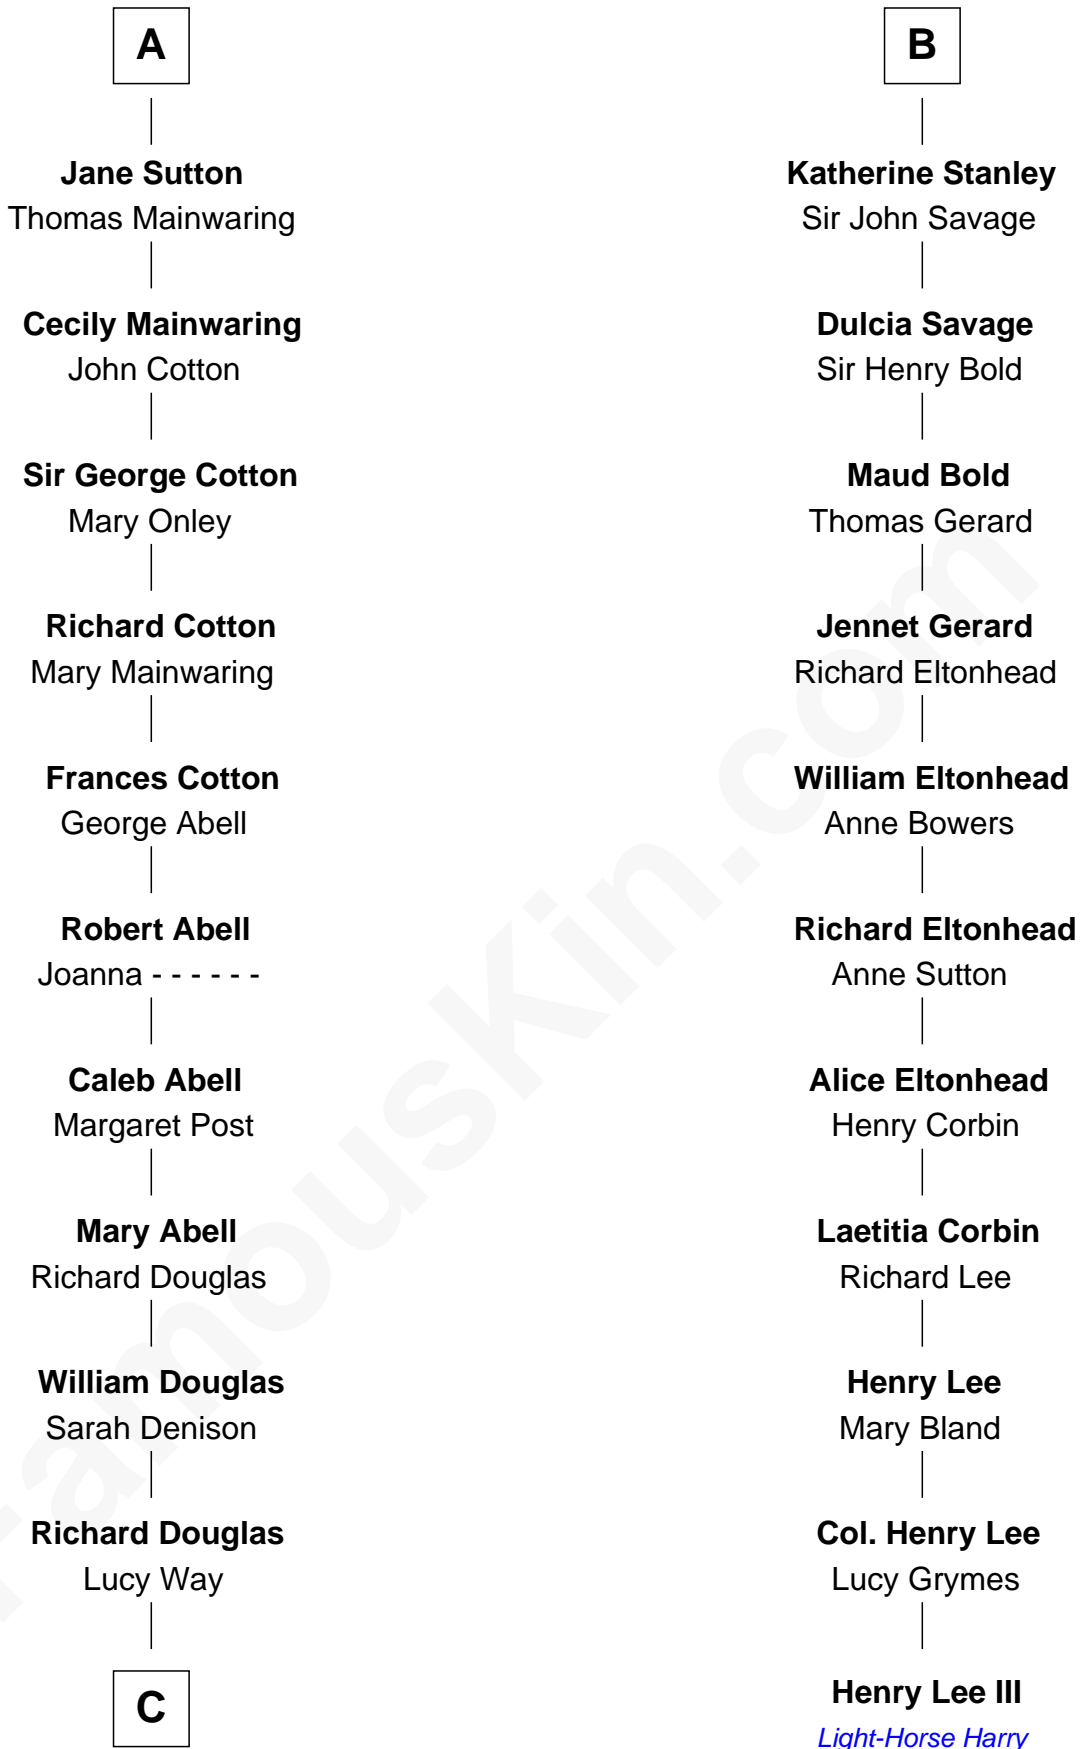 A
Jane Sutton
Thomas Mainwaring
Cecily Mainwaring
John Cotton
Sir George Cotton
Mary Onley
Richard Cotton
Mary Mainwaring
Frances Cotton
George Abell
Robert Abell
Joanna - - - - - -
Caleb Abell
Margaret Post
Mary Abell
Richard Douglas
William Douglas
Sarah Denison
Richard Douglas
Lucy Way
C
B
Katherine Stanley
Sir John Savage
Dulcia Savage
Sir Henry Bold
Maud Bold
Thomas Gerard
Jennet Gerard
Richard Eltonhead
William Eltonhead
Anne Bowers
Richard Eltonhead
Anne Sutton
Alice Eltonhead
Henry Corbin
Laetitia Corbin
Richard Lee
Henry Lee
Mary Bland
Col. Henry Lee
Lucy Grymes
Henry Lee III
Light-Horse Harry
FamousKin.com